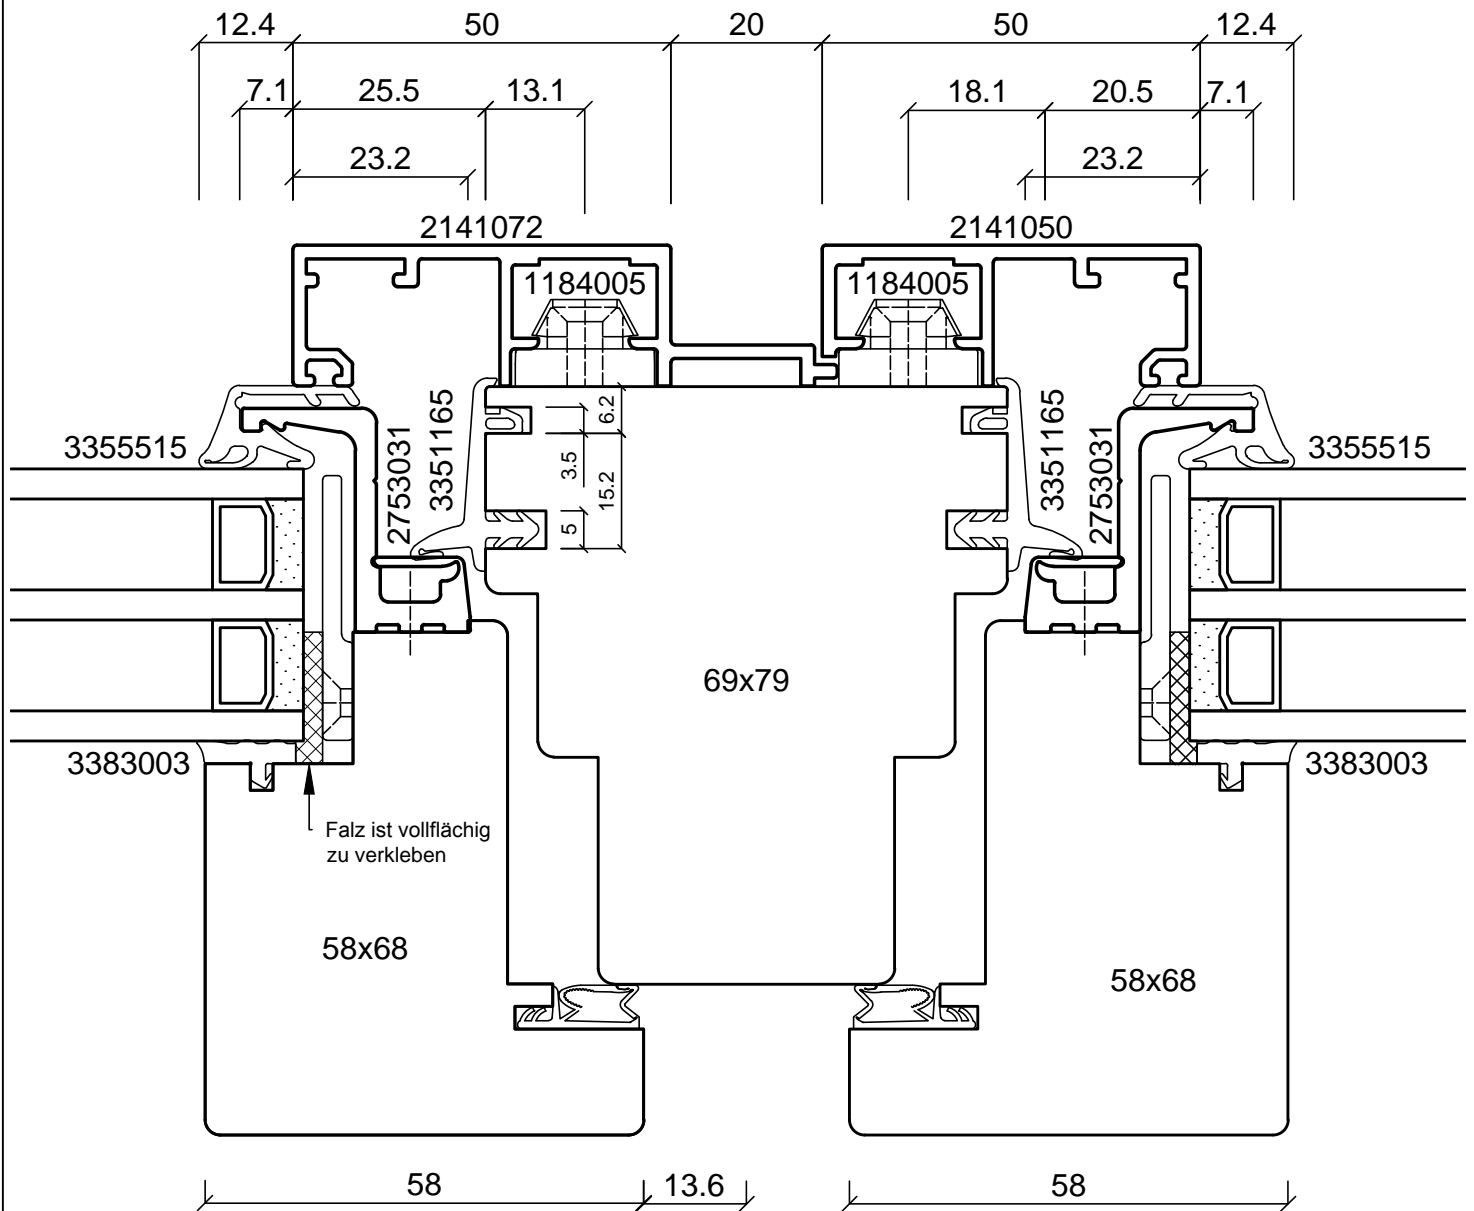 12.4 50 20 50 12.4
7.1 25.5 13.1 18.1 20.5 7.1
23.2 23.2
2141072 2141050
1184005 1184005
3355515 2753031 3351165 6.2 3.5 15.2 5 3351165 2753031 3355515
69x79
3383003 3383003
Falz ist vollflächig
zu verkleben
58x68 58x68
58 13.6 58